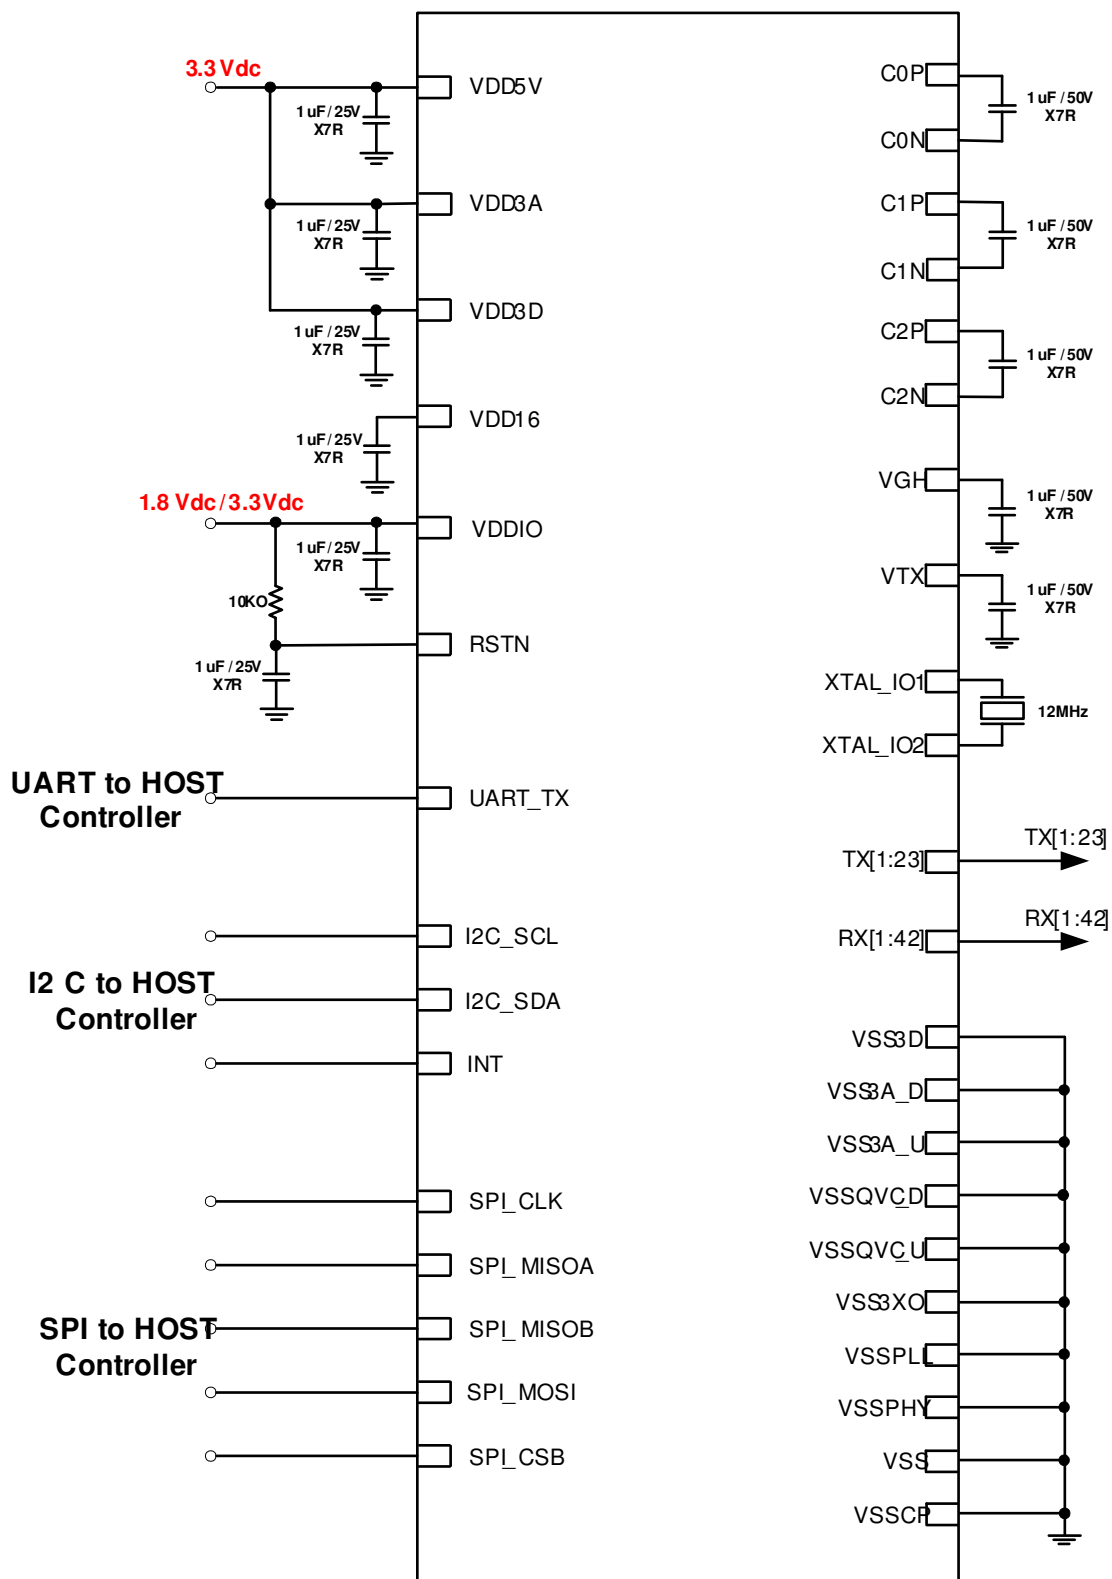 3.3 Vdc
VDD5V
1uF/25V
X7R
VDD3A
1uF/25V
X7R
VDD3D
1uF/25V
X7R
VDD16
1uF/25V
X7R
1.8 Vdc/3.3Vdc
VDDIO
1uF/25V
X7R
10KO
RSTN
1uF/25V
X7R
UART to HOST
Controller
UART_TX
I2C_SCL
I2 C to HOST
Controller
I2C_SDA
INT
SPI_CLK
SPI_MISOA
SPI to HOST
Controller
SPI_MISOB
SPI_MOSI
SPI_CSB
C0P
1uF/50V
X7R
C0N
C1P
1uF/50V
X7R
C1N
C2P
1uF/50V
X7R
C2N
VGH
1uF/50V
X7R
VTX
1uF/50V
X7R
XTAL_IO1
12MHz
XTAL_IO2
TX[1:23]
TX[1:23]
RX[1:42]
RX[1:42]
VSS3D
VSS3A_D
VSS3A_U
VSSQVC_D
VSSQVC_U
VSS3XO
VSSPLL
VSSPHY
VSS
VSSCP